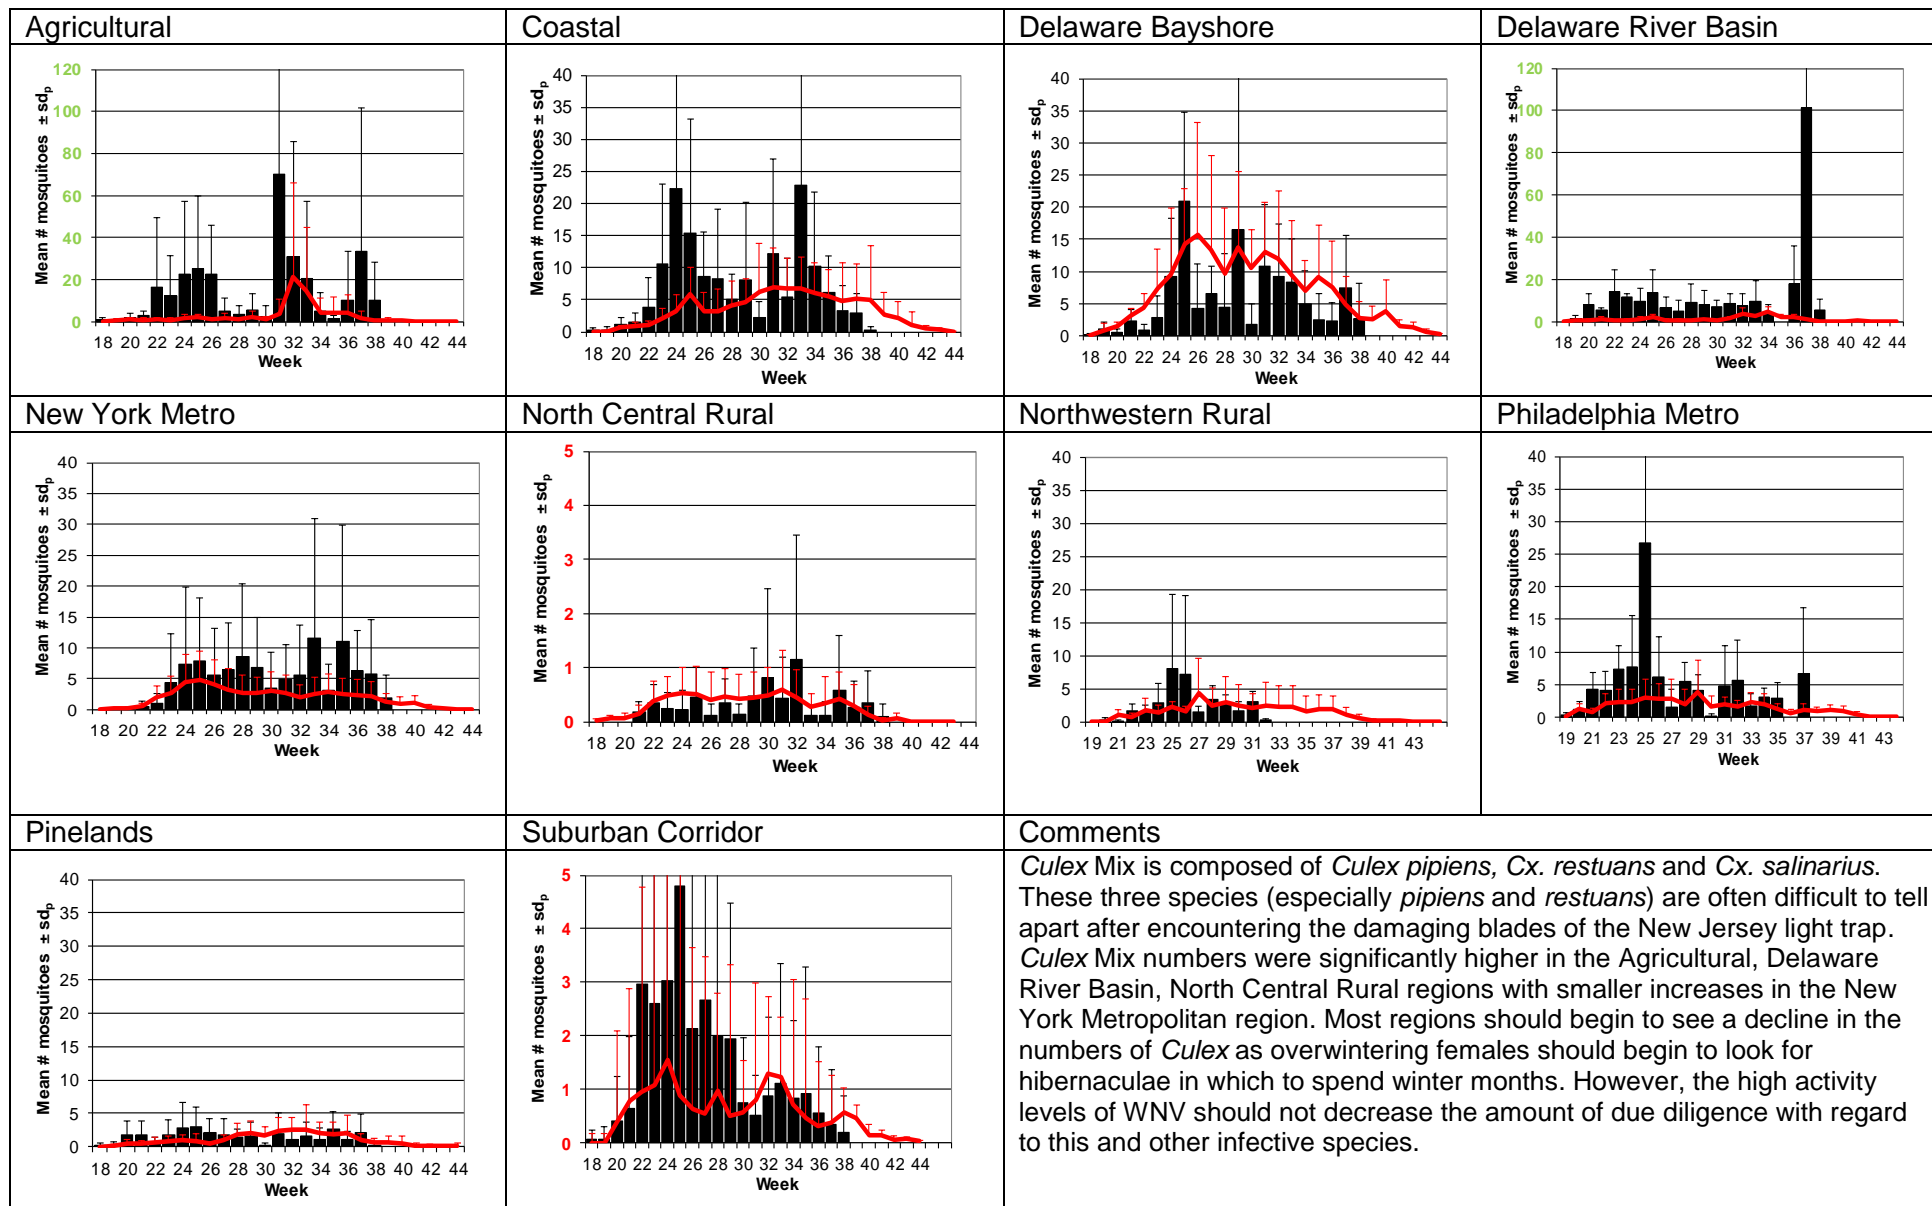 Agricultural
Mean # mosquitoes ± sdp
120
100
80
60
40
20
0
18 20 22 24 26 28 30 32 34 36 38 40 42 44
Week
Coastal
Mean # mosquitoes ± sdp
40
35
30
25
20
15
10
5
0
18 20 22 24 26 28 30 32 34 36 38 40 42 44
Week
Delaware Bayshore
Mean # mosquitoes ± sdp
40
35
30
25
20
15
10
5
0
18 20 22 24 26 28 30 32 34 36 38 40 42 44
Week
Delaware River Basin
Mean # mosquitoes ± sdp
120
100
80
60
40
20
0
20 22 24 26 28 30 32 34 36 38 40 42 44
Week
New York Metro
Mean # mosquitoes ± sdp
40
35
30
25
20
15
10
5
0
18 20 22 24 26 28 30 32 34 36 38 40 42 44
Week
North Central Rural
Mean # mosquitoes ± sdp
5
4
3
2
1
0
18 20 22 24 26 28 30 32 34 36 38 40 42 44
Week
Northwestern Rural
Mean # mosquitoes ± sdp
40
35
30
25
20
15
10
5
0
19 21 23 25 27 29 31 33 35 37 39 41 43
Week
Philadelphia Metro
Mean # mosquitoes ± sdp
40
35
30
25
20
15
10
5
0
19 21 23 25 27 29 31 33 35 37 39 41 43
Week
Pinelands
Mean # mosquitoes ± sdp
40
35
30
25
20
15
10
5
0
18 20 22 24 26 28 30 32 34 36 38 40 42 44
Week
Suburban Corridor
Mean # mosquitoes ± sdp
5
4
3
2
1
0
18 20 22 24 26 28 30 32 34 36 38 40 42 44
Week
Comments
Culex Mix is composed of Culex pipiens, Cx. restuans and Cx. salinarius.
These three species (especially pipiens and restuans) are often difficult to tell
apart after encountering the damaging blades of the New Jersey light trap.
Culex Mix numbers were significantly higher in the Agricultural, Delaware
River Basin, North Central Rural regions with smaller increases in the New
York Metropolitan region. Most regions should begin to see a decline in the
numbers of Culex as overwintering females should begin to look for
hibernaculae in which to spend winter months. However, the high activity
levels of WNV should not decrease the amount of due diligence with regard
to this and other infective species.